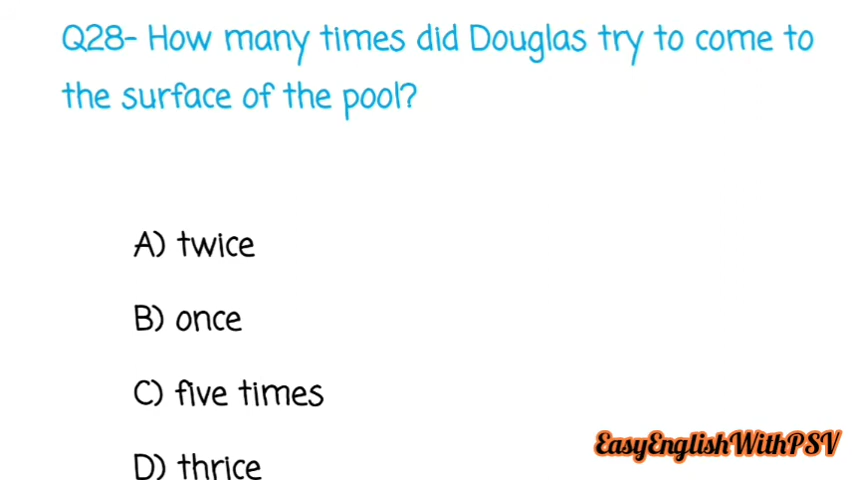 Q28- How many times did Douglas try to come to
the surface of the pool?
A) twice
B) once
C) five times
D) thrice
EasyEnglishWithPSV